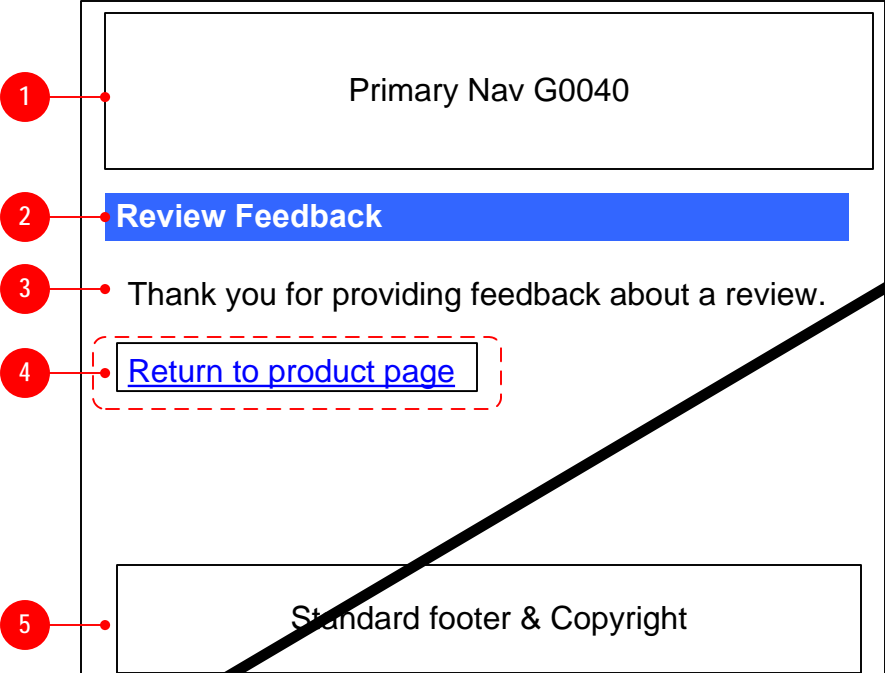 1
Primary Nav G0040
2
Review Feedback
3
Thank you for providing feedback about a review.
4
Return to product page
5
Standard footer & Copyright